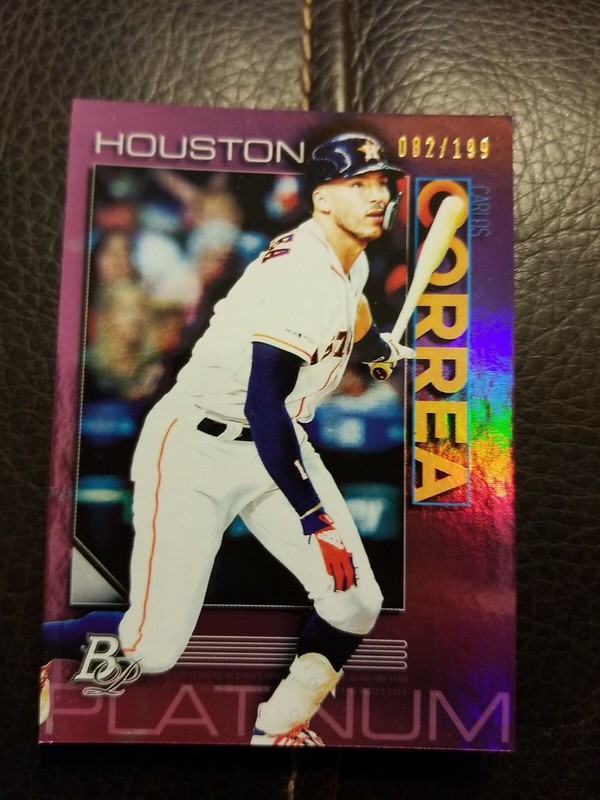 HOUSTON
082/199
CARLOS
CORREA
BP
PLATINUM